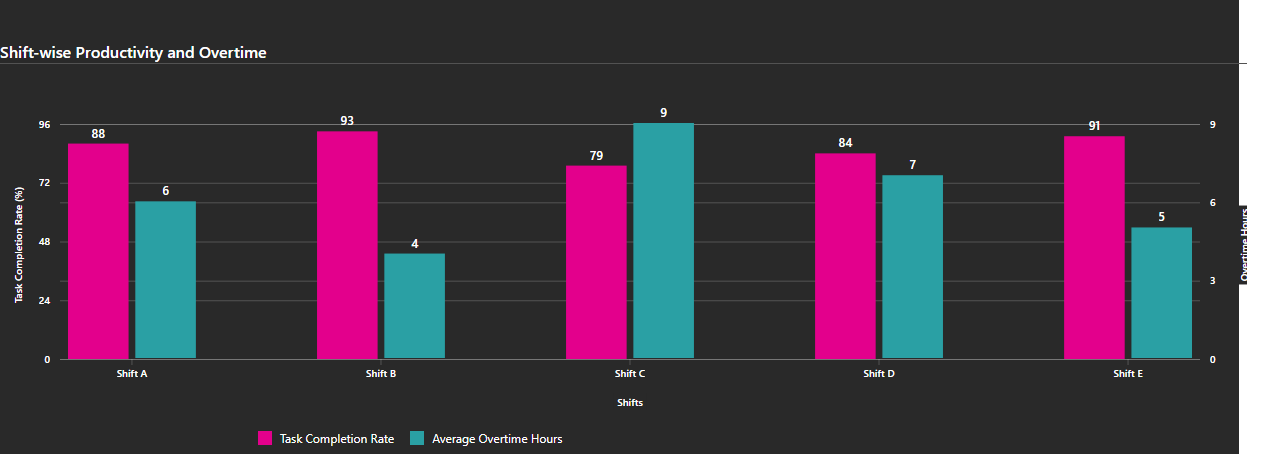 Shift-wise Productivity and Overtime
88
6
93
4
79
9
84
7
91
5
96
72
48
24
0
9
6
3
0
Task Completion Rate (%)
Overtime Hours
Shift A
Shift B
Shift C
Shift D
Shift E
Shifts
Task Completion Rate
Average Overtime Hours